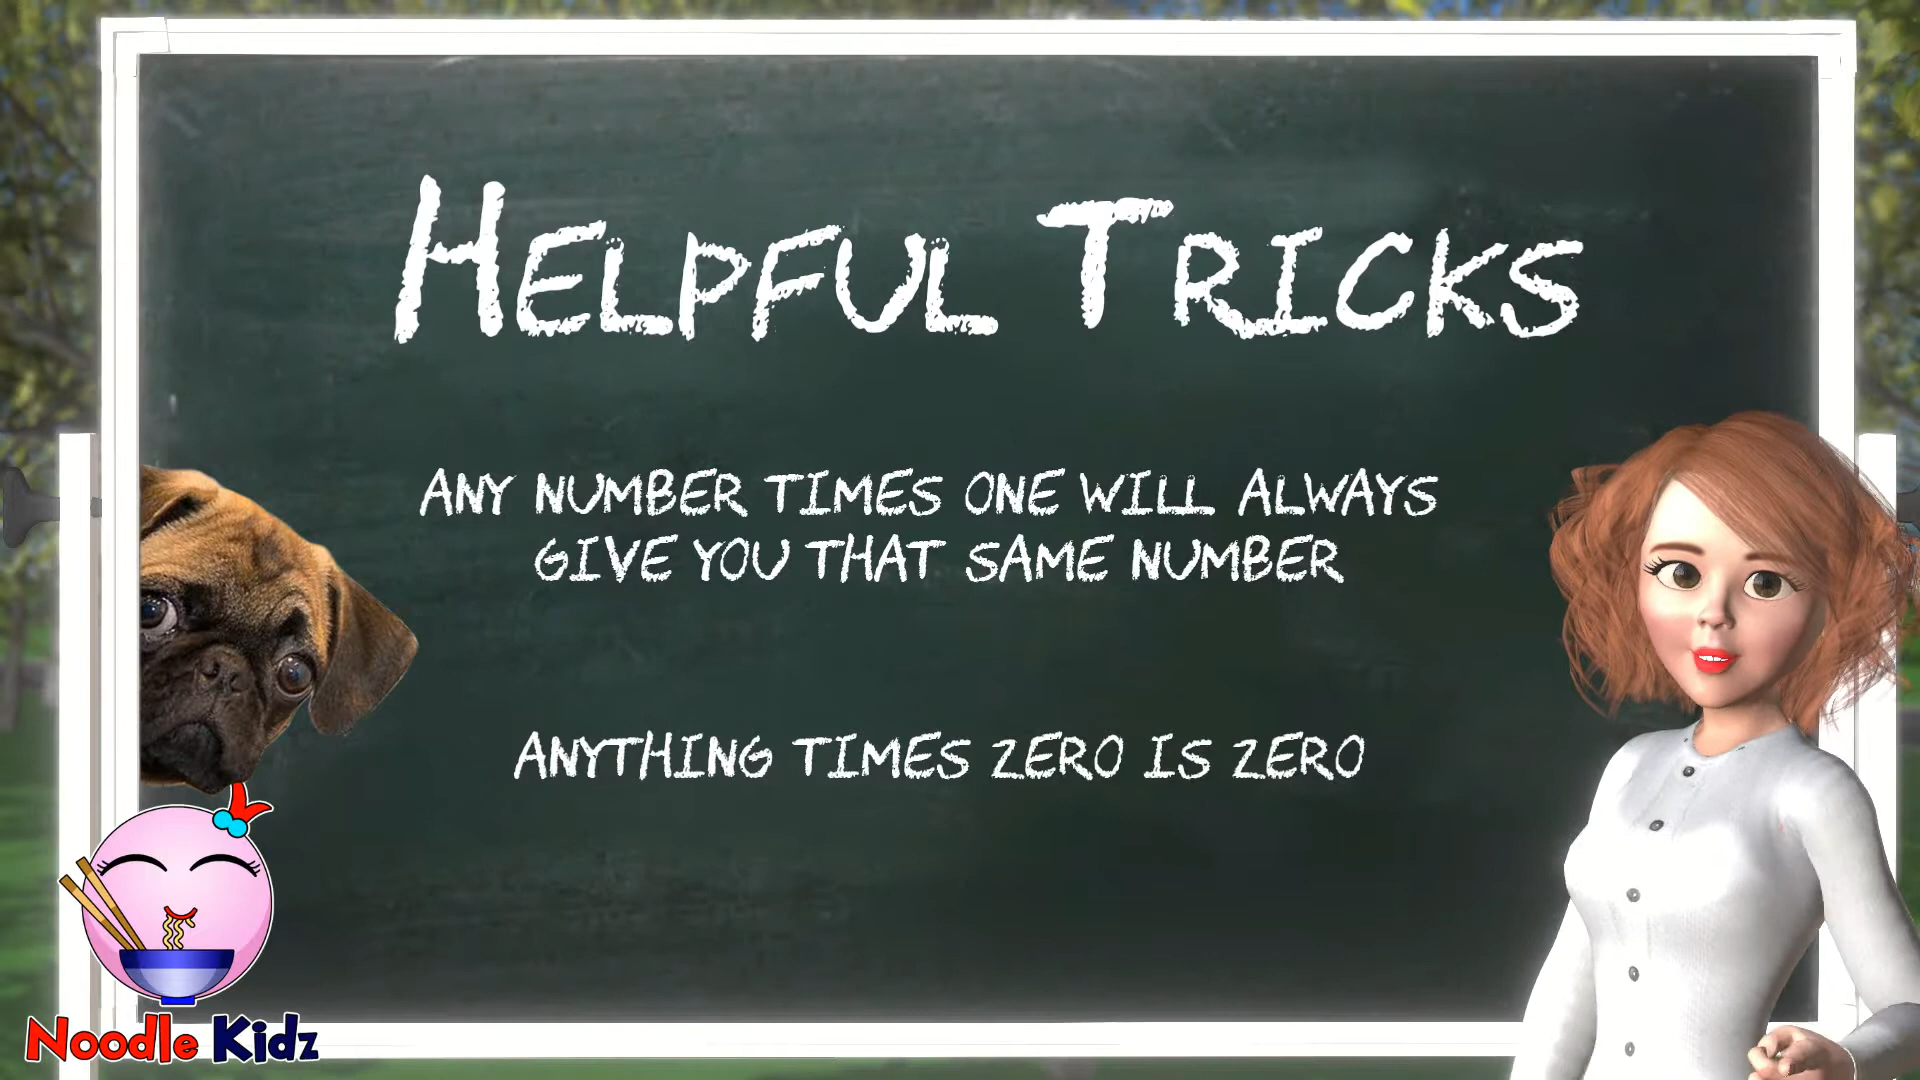 HELPFUL TRICKS
ANY NUMBER TIMES ONE WILL ALWAYS
GIVE YOU THAT SAME NUMBER
ANYTHING TIMES ZERO IS ZERO
Noodle Kidz